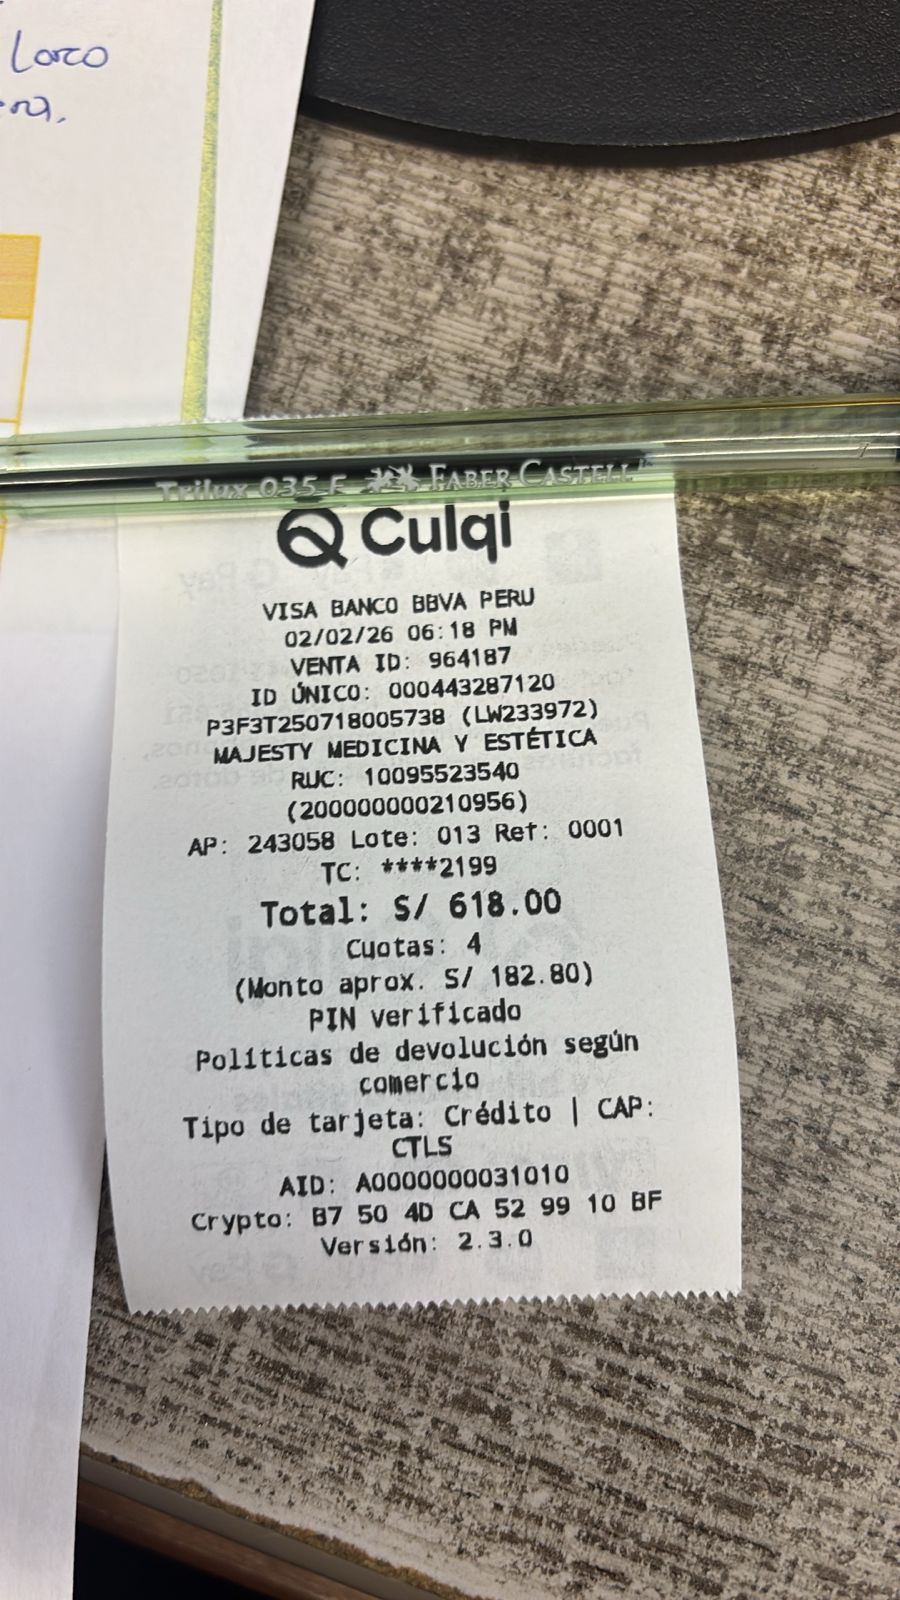 Loco
Trilux 035 F FABER CASTELL
Culqi
VISA BANCO BBVA PERU
02/02/26 06:18 PM
VENTA ID: 964187
ID ÚNICO: 000443287120
P3F3T250718005738 (LW233972)
MAJESTY MEDICINA Y ESTÉTICA
RUC: 10095523540
(200000000210956)
AP: 243058 Lote: 013 Ref: 0001
TC: ****2199
Total: S/ 618.00
Cuotas: 4
(Monto aprox. S/ 182.80)
PIN verificado
Políticas de devolución según
comercio
Tipo de tarjeta: Crédito | CAP:
CTLS
AID: A0000000031010
Crypto: B7 50 4D CA 52 99 10 BF
Versión: 2.3.0